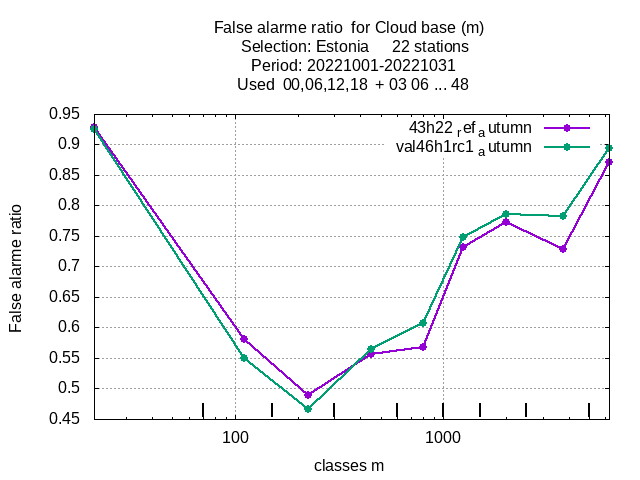 False alarme ratio for Cloud base (m)
Selection: Estonia 22 stations
Period: 20221001-20221031
Used 00,06,12,18 + 03 06 ... 48
43h22 ref autumn
val46h1rc1 autumn
0.95
0.9
0.85
0.8
0.75
0.7
0.65
0.6
0.55
0.5
0.45
False alarme ratio
100
1000
classes m